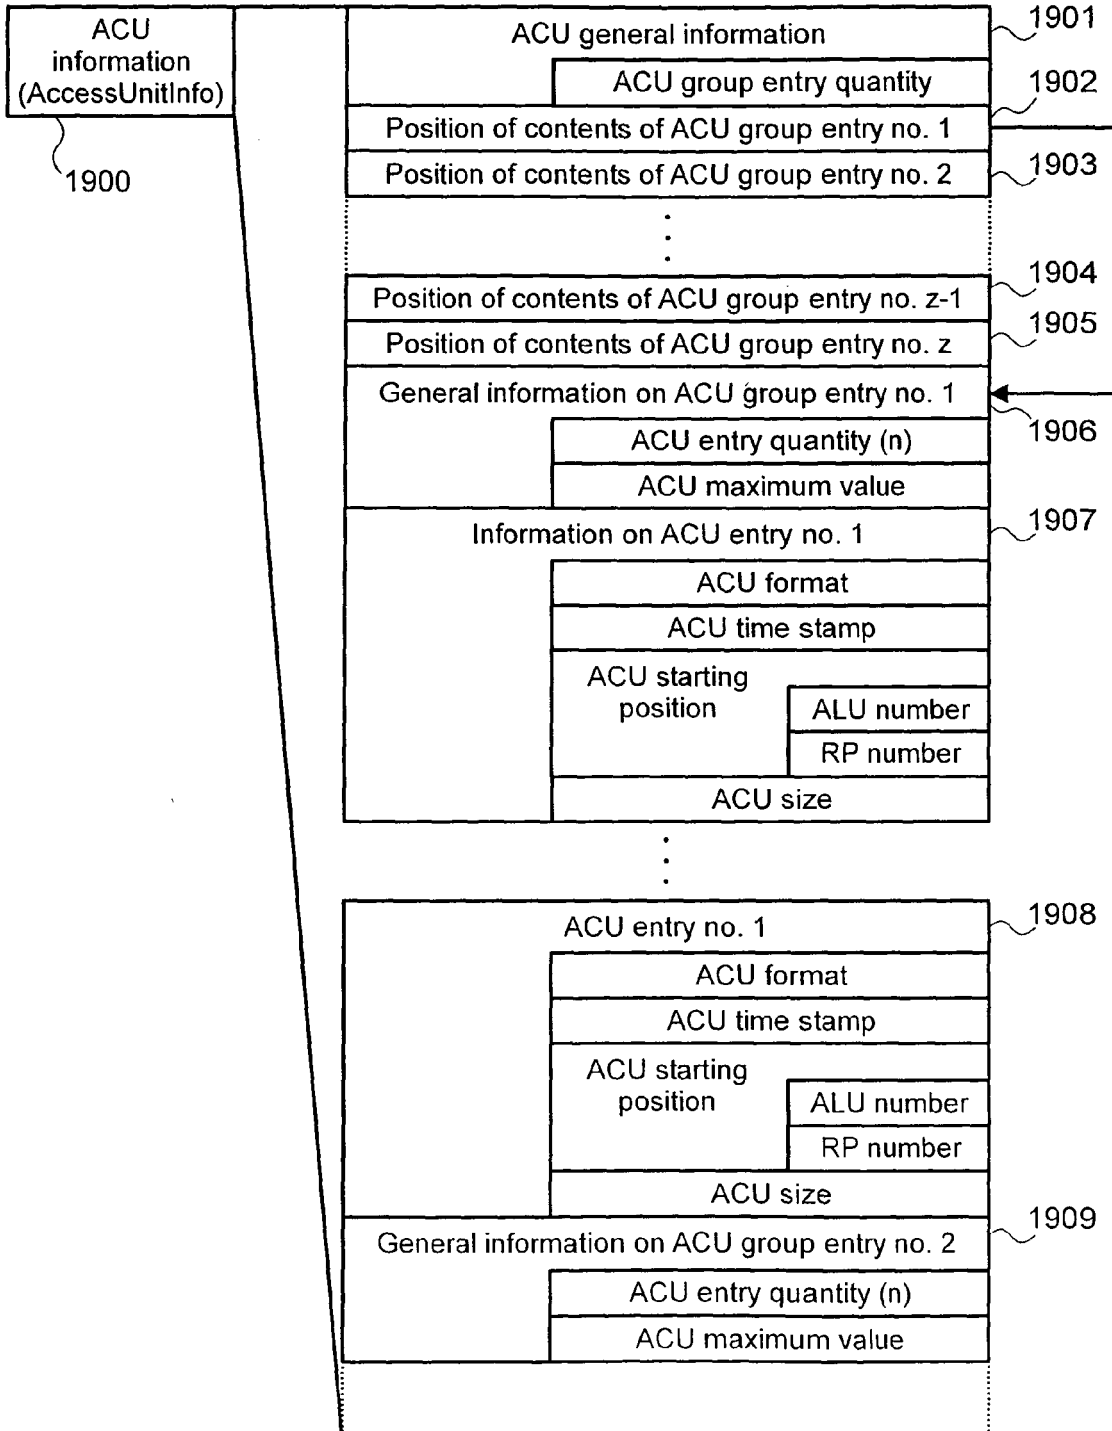 ACU
information
(AccessUnitInfo)
1900
ACU general information
1901
ACU group entry quantity
1902
Position of contents of ACU group entry no. 1
Position of contents of ACU group entry no. 2
1903
1904
Position of contents of ACU group entry no. z-1
1905
Position of contents of ACU group entry no. z
General information on ACU group entry no. 1
1906
ACU entry quantity (n)
ACU maximum value
1907
Information on ACU entry no. 1
ACU format
ACU time stamp
ACU starting
position
ALU number
RP number
ACU size
1908
ACU entry no. 1
ACU format
ACU time stamp
ACU starting
position
ALU number
RP number
ACU size
1909
General information on ACU group entry no. 2
ACU entry quantity (n)
ACU maximum value